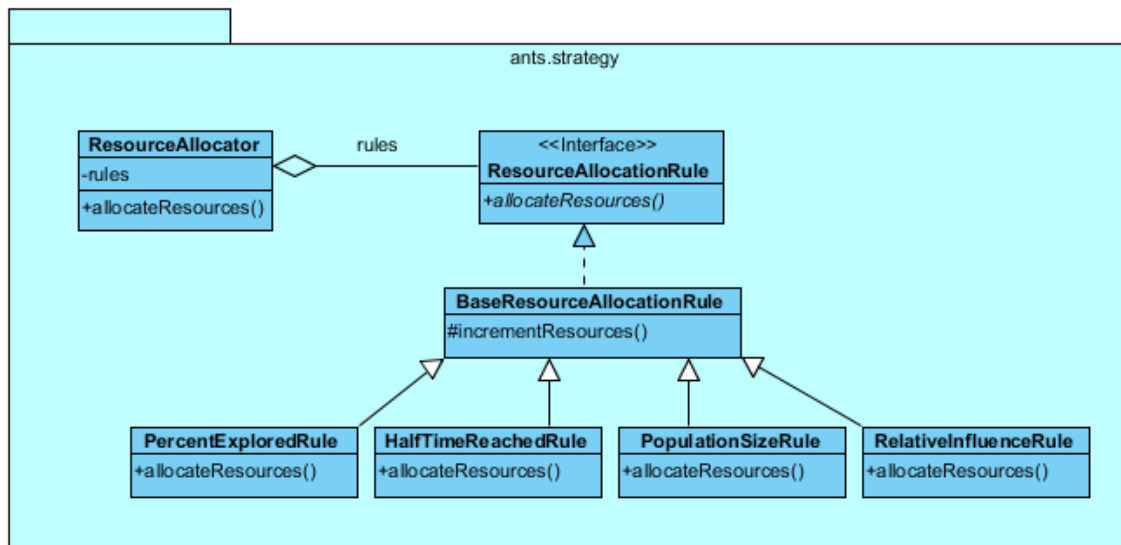 ants.strategy
ResourceAllocator
-rules
+allocateResources()
rules
<<Interface>>
ResourceAllocationRule
+allocateResources()
BaseResourceAllocationRule
#incrementResources()
PercentExploredRule
+allocateResources()
HalfTimeReachedRule
+allocateResources()
PopulationSizeRule
+allocateResources()
RelativeInfluenceRule
+allocateResources()